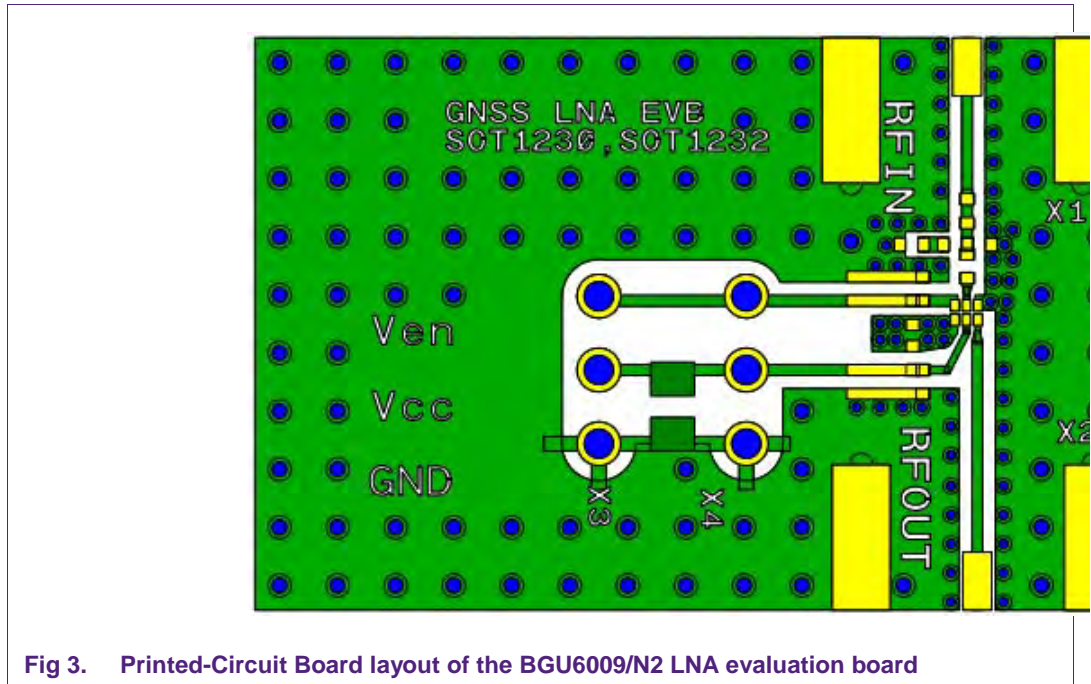 GNSS LNA EVB
SOT1230,SOT1232
RFIN
X1
Ven
Vcc
GND
X3
X4
RFOUT
X2
Fig 3. Printed-Circuit Board layout of the BGU6009/N2 LNA evaluation board